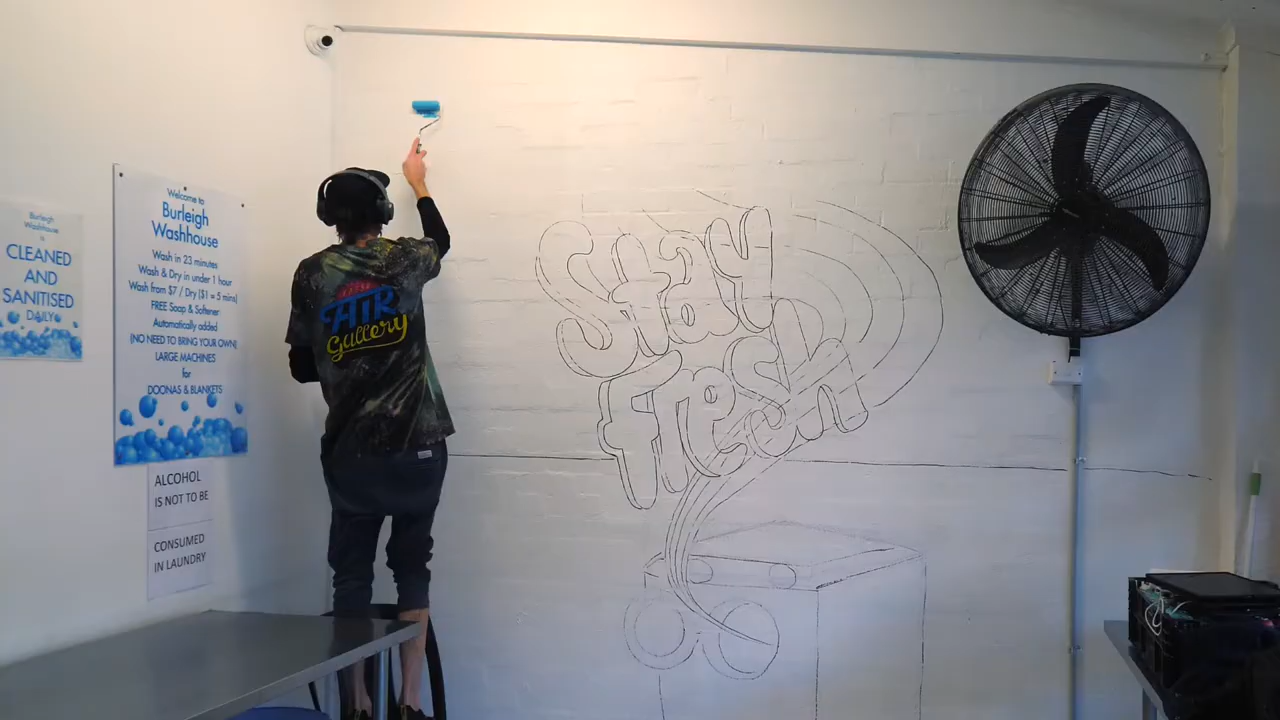 Burleigh
Washhouse
is
CLEANED
AND
SANITISED
DAILY
Welcome to
Burleigh
Washhouse
Wash in 23 minutes
Wash & Dry in under 1 hour
Wash from $7 / Dry ($1 = 5 mins)
FREE Soap & Softener
Automatically added
(NO NEED TO BRING YOUR OWN)
LARGE MACHINES
for
DOONAS & BLANKETS
ALCOHOL
IS NOT TO BE
CONSUMED
IN LAUNDRY
AIR
Gallery
Stay
Fresh